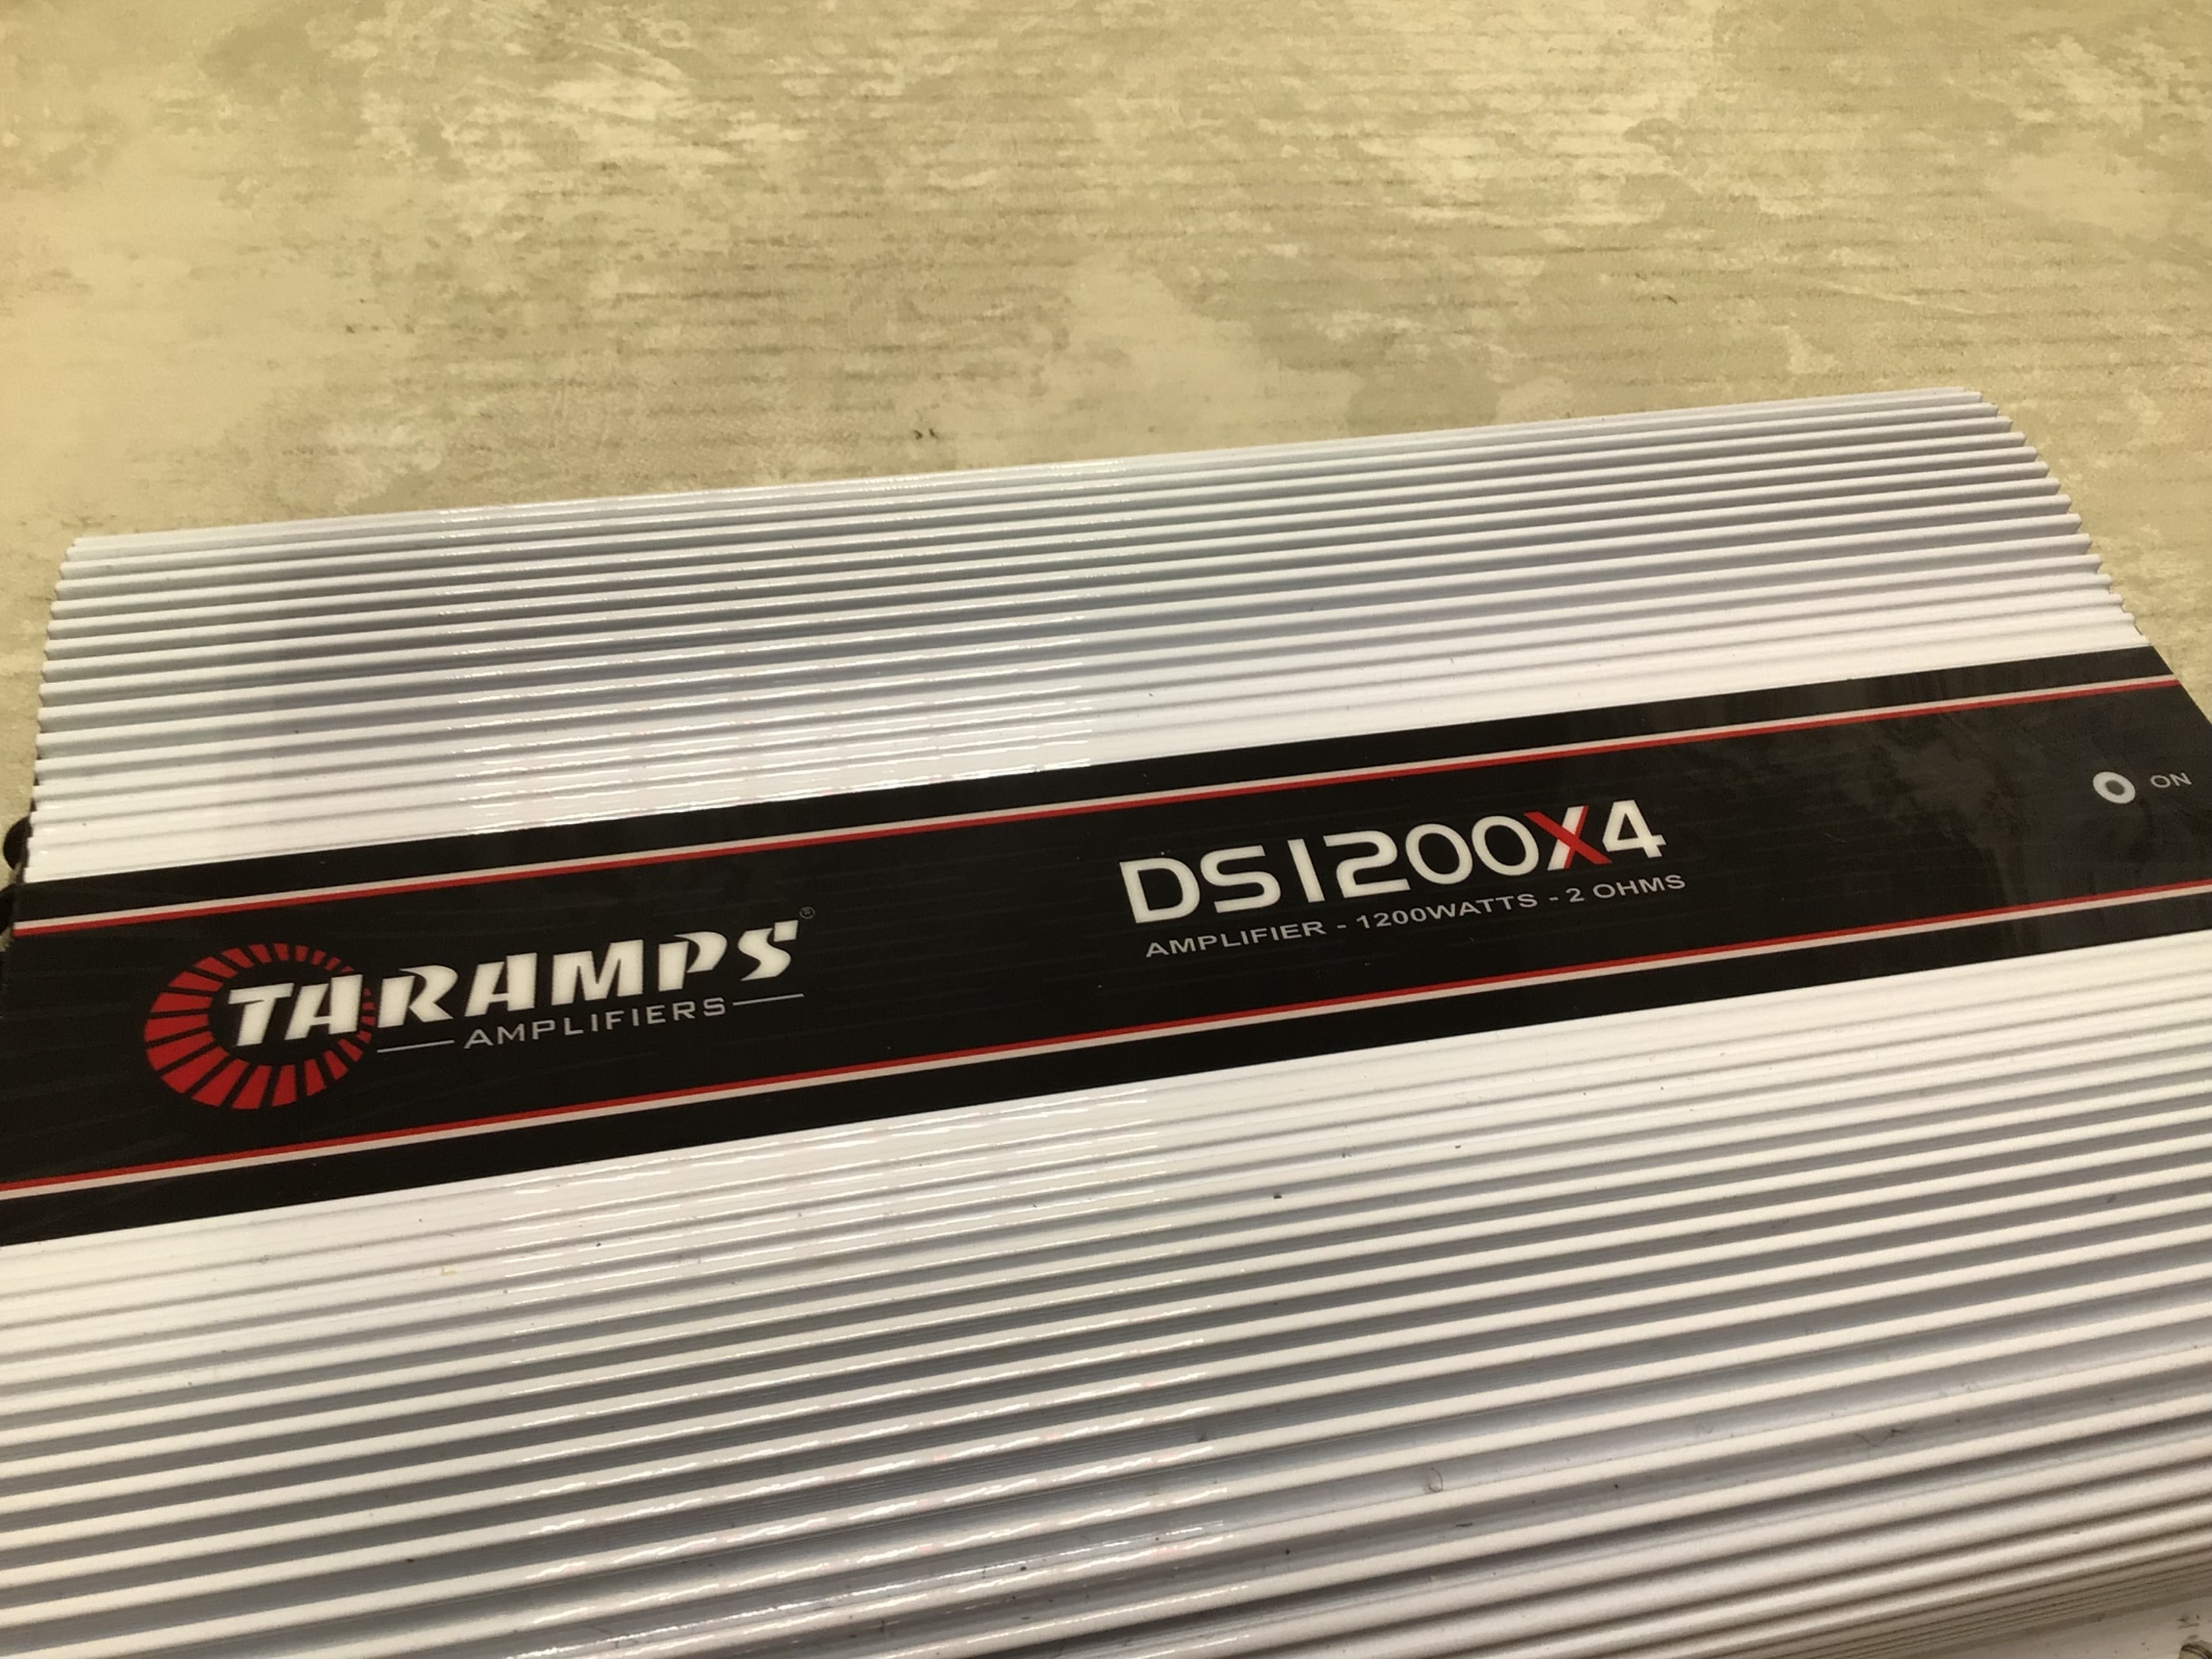 TARAMPS®
AMPLIFIERS
DS1200X4
AMPLIFIER - 1200WATTS - 2 OHMS
ON